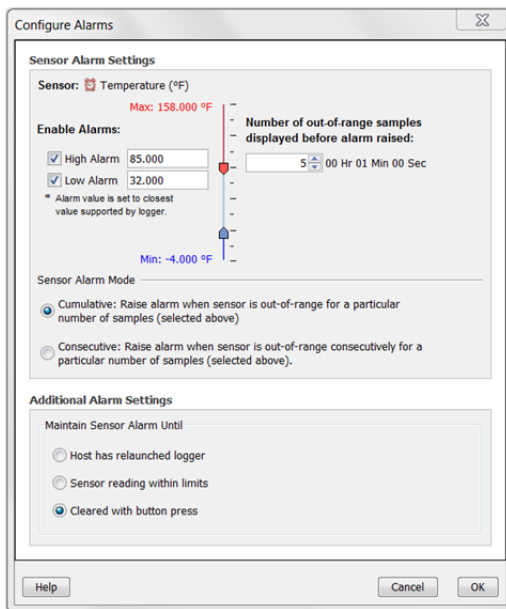 Configure Alarms
Sensor Alarm Settings
Sensor: Temperature (ºF)
Max: 158.000 ºF
Enable Alarms:
High Alarm 85.000
Low Alarm 32.000
* Alarm value is set to closest
value supported by logger.
Min: -4.000 ºF
Number of out-of-range samples
displayed before alarm raised:
5 00 Hr 01 Min 00 Sec
Sensor Alarm Mode
Cumulative: Raise alarm when sensor is out-of-range for a particular
number of samples (selected above)
Consecutive: Raise alarm when sensor is out-of-range consecutively for a
particular number of samples (selected above).
Additional Alarm Settings
Maintain Sensor Alarm Until
Host has relaunched logger
Sensor reading within limits
Cleared with button press
Help
Cancel
OK